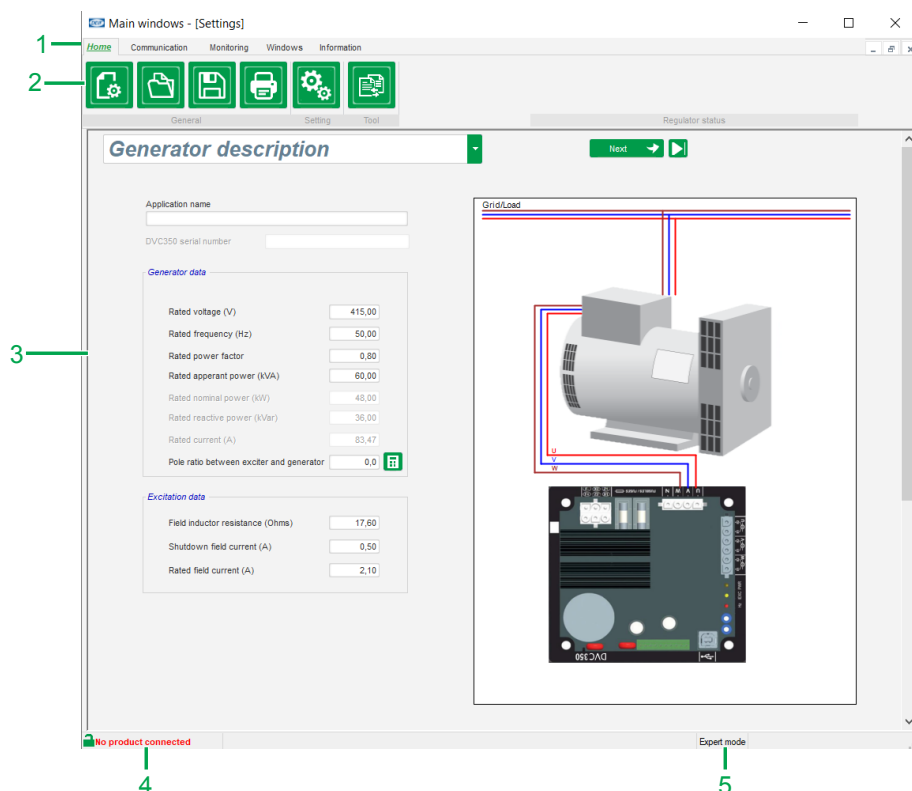 Main windows - [Settings]
1
Home Communication Monitoring Windows Information
2
General Setting Tool Regulator status
Generator description
Next
Application name
DVC350 serial number
Generator data
Rated voltage (V) 415,00
Rated frequency (Hz) 50,00
Rated power factor 0,80
Rated apperant power (kVA) 60,00
Rated nominal power (kW) 48,00
Rated reactive power (kVar) 36,00
Rated current (A) 83,47
Pole ratio between exciter and generator 0,0
Excitation data
Field inductor resistance (Ohms) 17,60
Shutdown field current (A) 0,50
Rated field current (A) 2,10
3
Grid/Load
U
V
W
N W V U
DVC350
No product connected
Expert mode
4
5